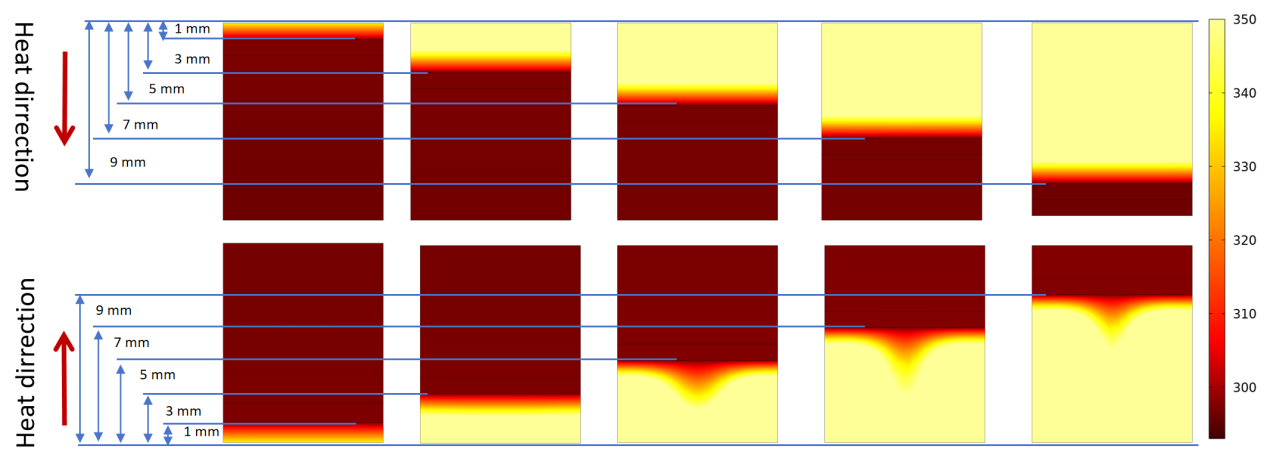 Heat dirrection
1 mm
3 mm
5 mm
7 mm
9 mm
350
340
330
320
310
300
Heat dirrection
9 mm
7 mm
5 mm
3 mm
1 mm